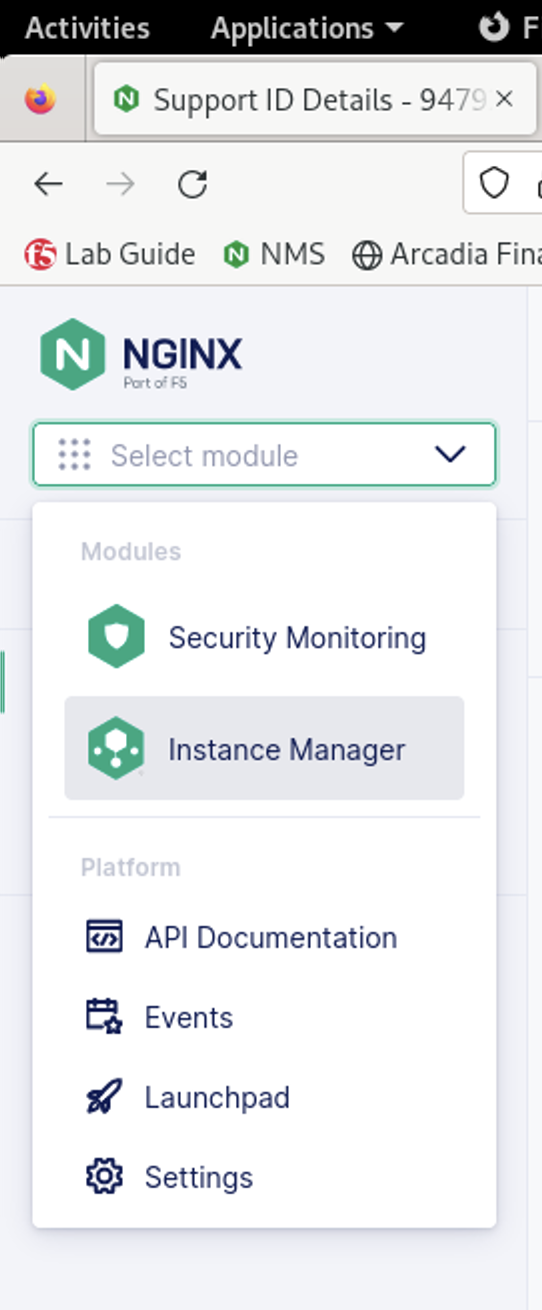 Activities Applications F
Support ID Details - 9479
Lab Guide NMS Arcadia Fina
NGINX
Part of F5
Select module
Modules
Security Monitoring
Instance Manager
Platform
API Documentation
Events
Launchpad
Settings